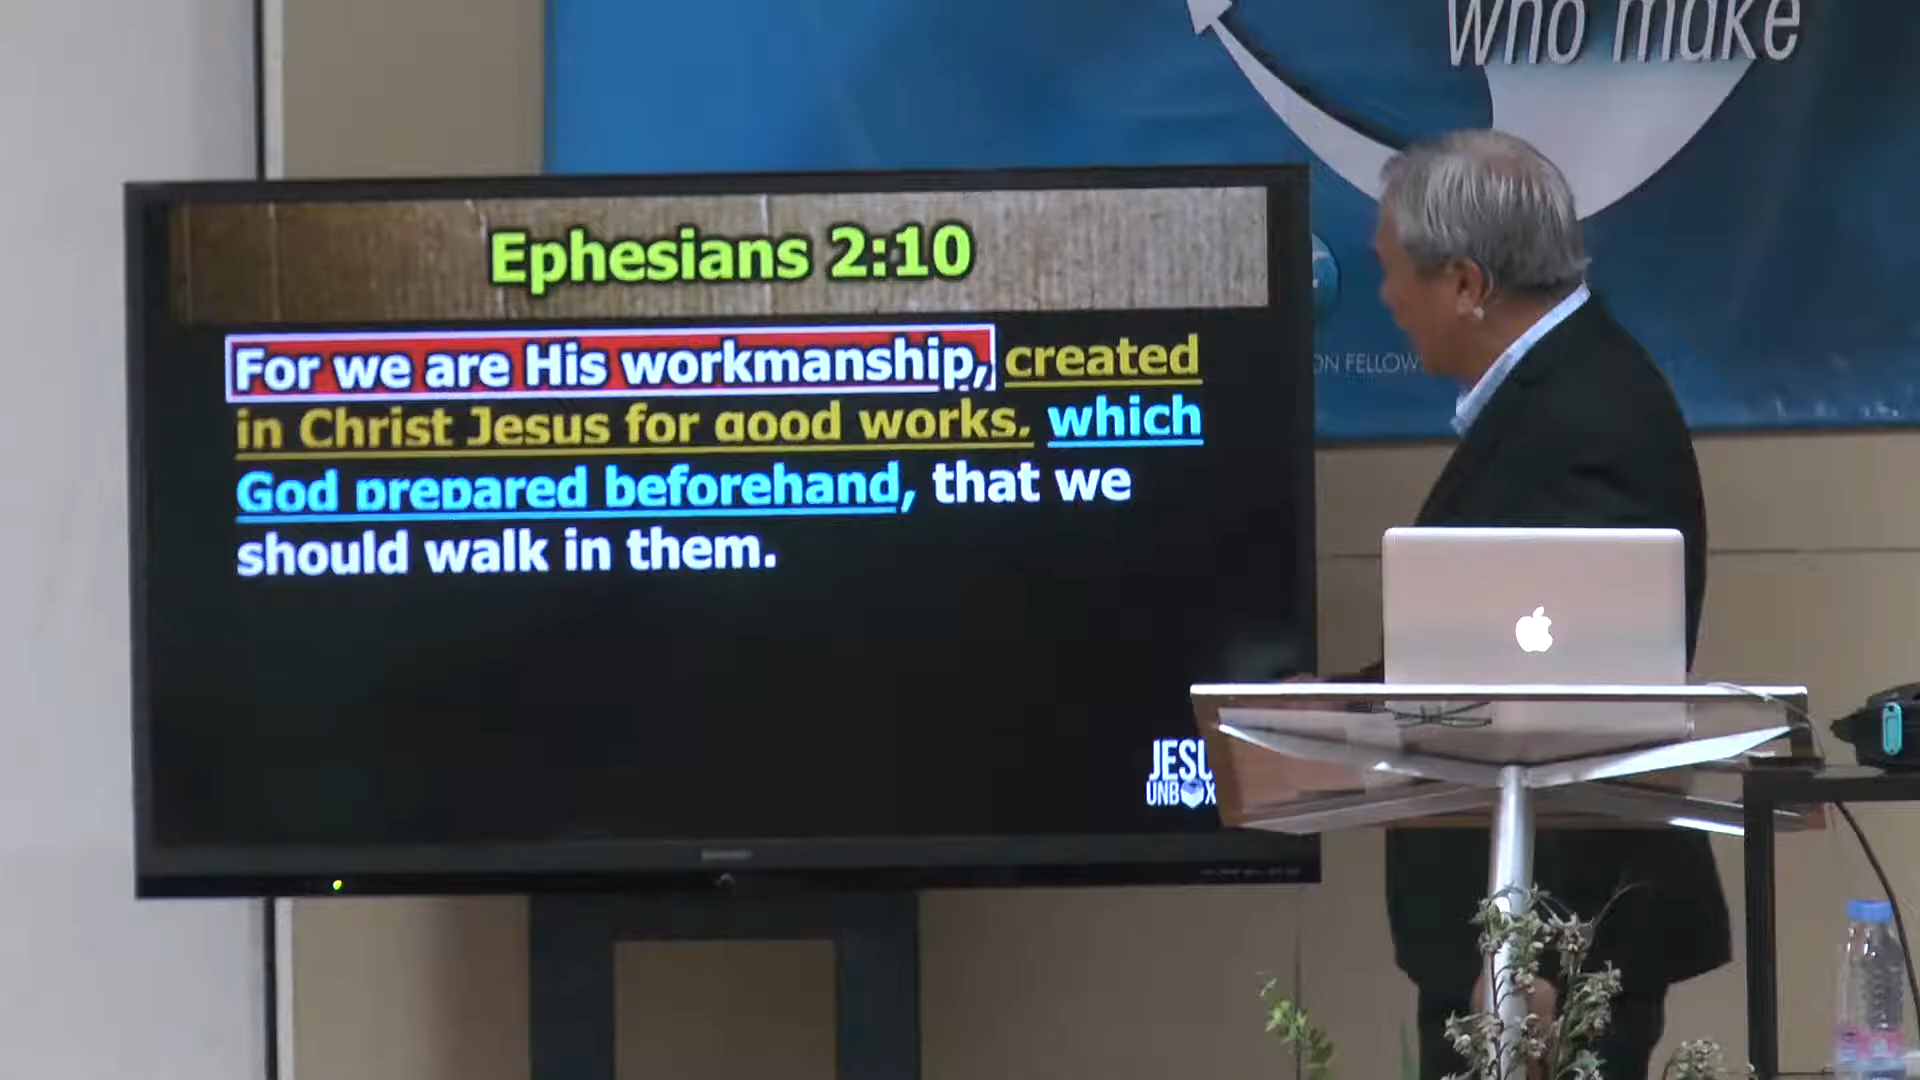 who make
Ephesians 2:10
For we are His workmanship, created
in Christ Jesus for good works, which
God prepared beforehand, that we
should walk in them.
ON FELLOW
JESU
UNBOX